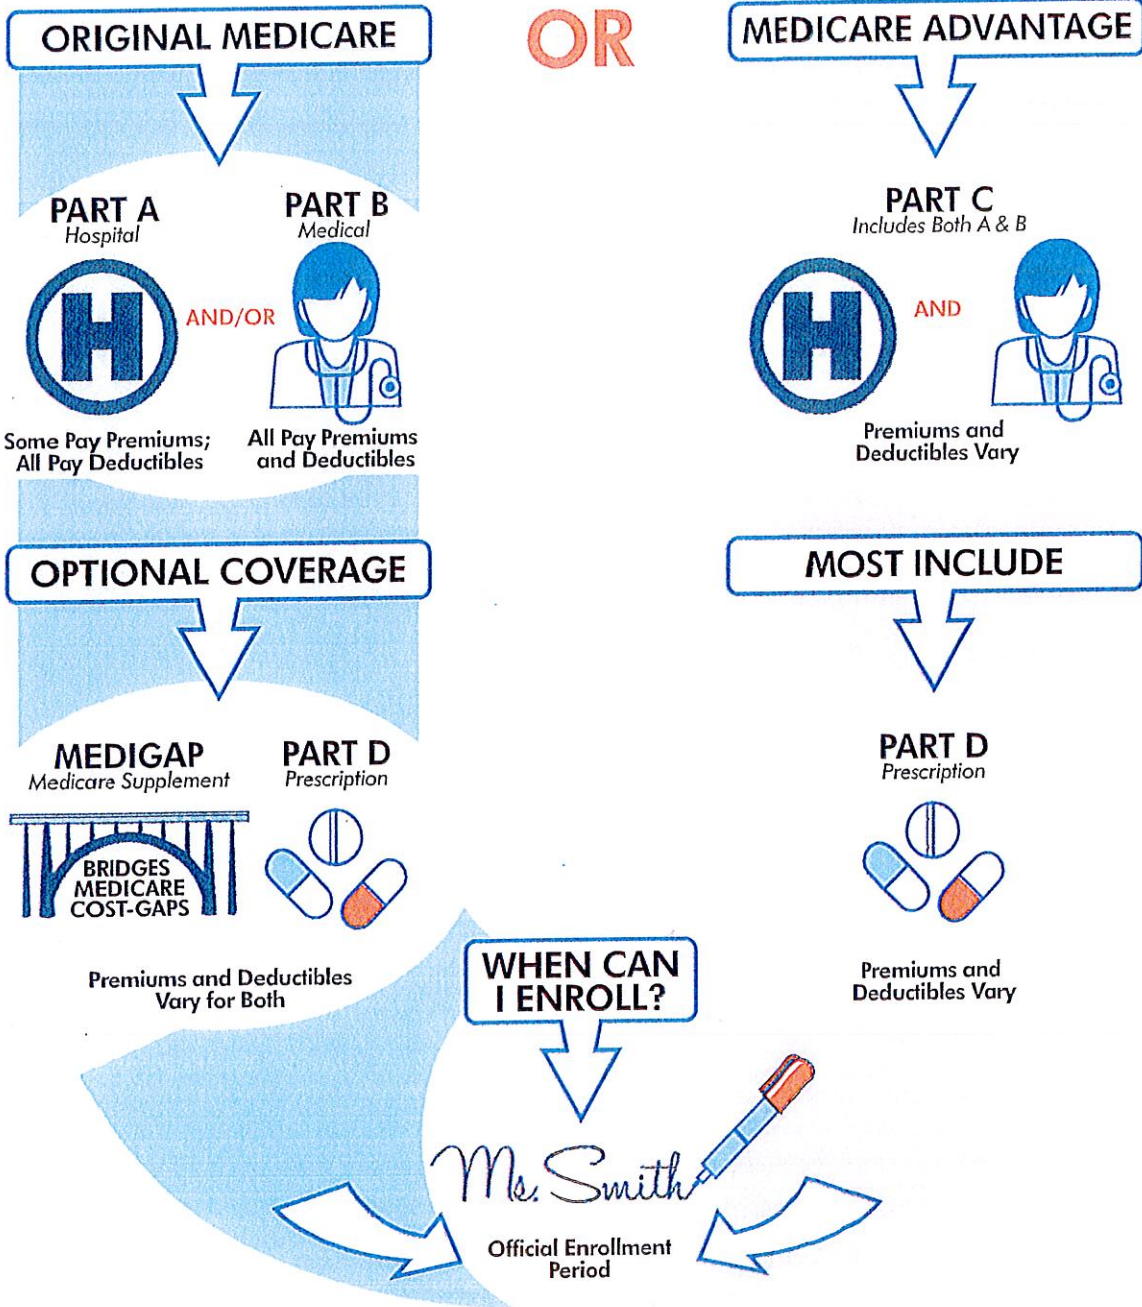 ORIGINAL MEDICARE
OR
MEDICARE ADVANTAGE
PART A
Hospital
PART B
Medical
H
AND/OR
Some Pay Premiums;
All Pay Deductibles
All Pay Premiums
and Deductibles
PART C
Includes Both A & B
H
AND
Premiums and
Deductibles Vary
OPTIONAL COVERAGE
MOST INCLUDE
MEDIGAP
Medicare Supplement
BRIDGES
MEDICARE
COST-GAPS
PART D
Prescription
Premiums and Deductibles
Vary for Both
PART D
Prescription
Premiums and
Deductibles Vary
WHEN CAN
I ENROLL?
Ms. Smith
Official Enrollment
Period